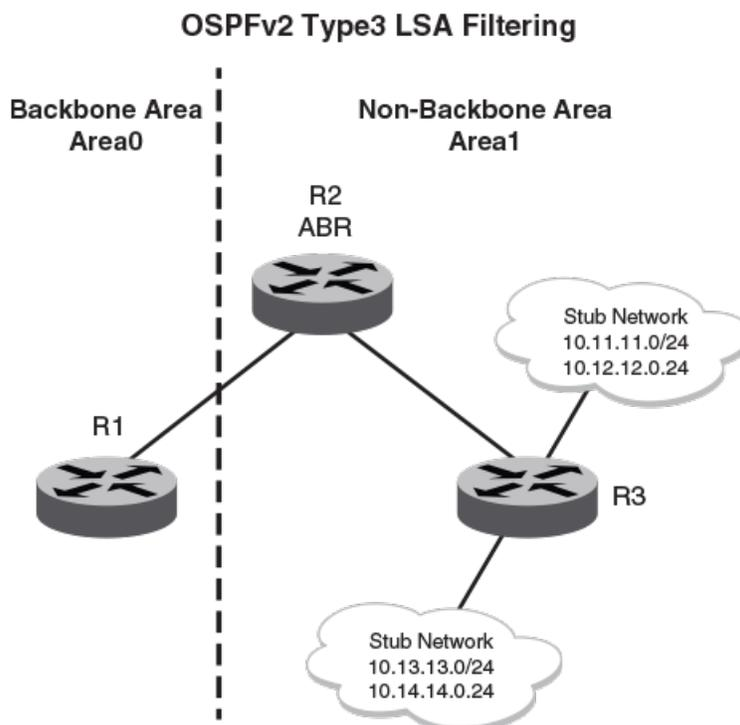 OSPFv2 Type3 LSA Filtering
Backbone Area
Area0
Non-Backbone Area
Area1
R2
ABR
Stub Network
10.11.11.0/24
10.12.12.0.24
R1
R3
Stub Network
10.13.13.0/24
10.14.14.0.24